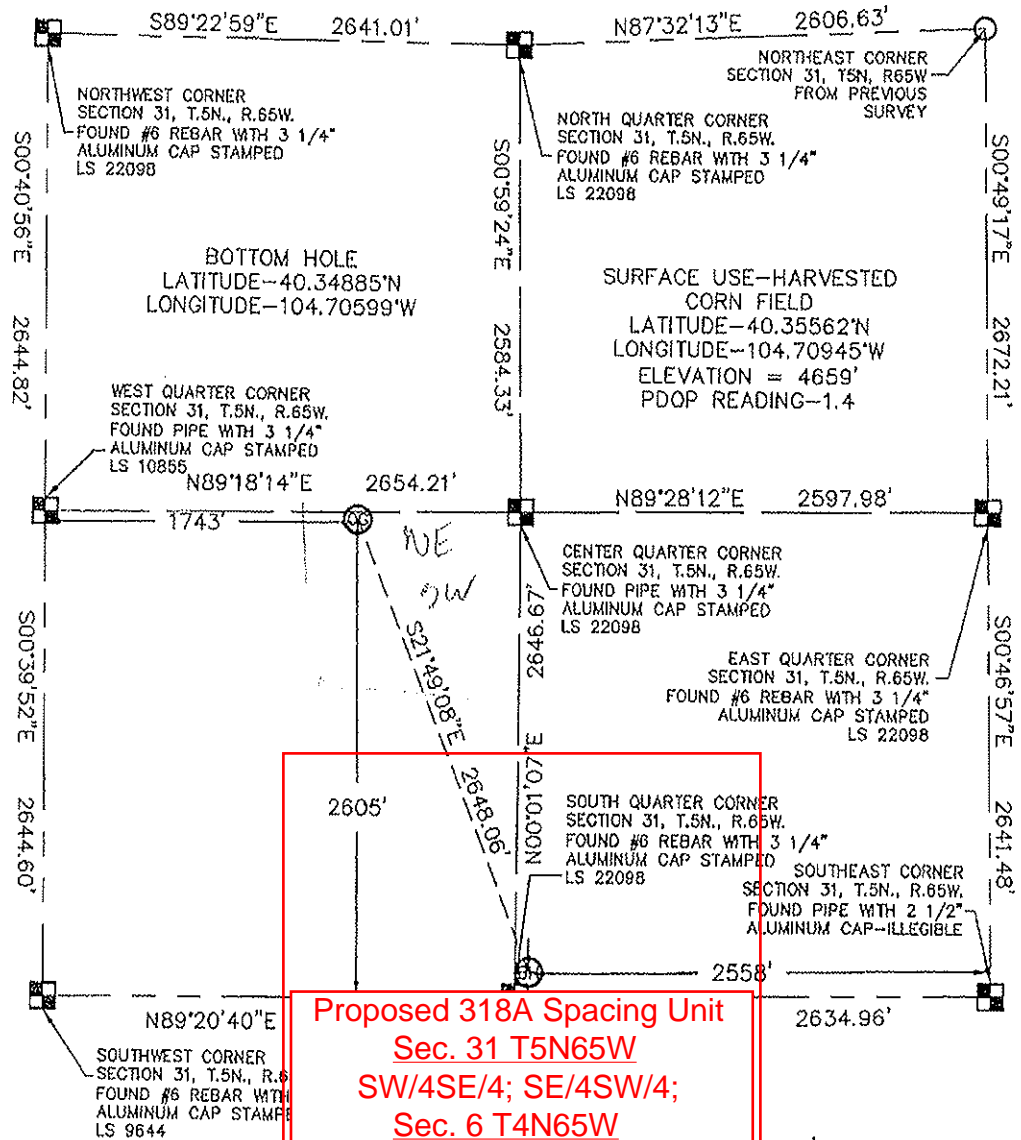 S89°22'59"E 2641.01'
N87°32'13"E 2606.63'
NORTHEAST CORNER
SECTION 31, T5N, R65W
FROM PREVIOUS
SURVEY
NORTHWEST CORNER
SECTION 31, T.5N., R.65W.
FOUND #6 REBAR WITH 3 1/4"
ALUMINUM CAP STAMPED
LS 22098
NORTH QUARTER CORNER
SECTION 31, T.5N., R.65W.
FOUND #6 REBAR WITH 3 1/4"
ALUMINUM CAP STAMPED
LS 22098
S00°40'56"E 2644.82'
S00°59'24"E 2584.33'
S00°49'17"E 2672.21'
BOTTOM HOLE
LATITUDE-40.34885°N
LONGITUDE-104.70599°W
SURFACE USE-HARVESTED
CORN FIELD
LATITUDE-40.35562°N
LONGITUDE-104.70945°W
ELEVATION = 4659'
PDOP READING-1.4
WEST QUARTER CORNER
SECTION 31, T.5N., R.65W.
FOUND PIPE WITH 3 1/4"
ALUMINUM CAP STAMPED
LS 10855
N89°18'14"E 2654.21'
N89°28'12"E 2597.98'
1743'
OG
NE
SW
CENTER QUARTER CORNER
SECTION 31, T.5N., R.65W.
FOUND PIPE WITH 3 1/4"
ALUMINUM CAP STAMPED
LS 22098
S00°39'52"E 2644.60'
S21°49'08"E 2648.06'
N00°01'07"E 2646.67'
S00°46'57"E 2641.48'
EAST QUARTER CORNER
SECTION 31, T.5N., R.65W.
FOUND #6 REBAR WITH 3 1/4"
ALUMINUM CAP STAMPED
LS 22098
2605'
SOUTH QUARTER CORNER
SECTION 31, T.5N., R.65W.
FOUND #6 REBAR WITH 3 1/4"
ALUMINUM CAP STAMPED
LS 22098
SOUTHEAST CORNER
SECTION 31, T.5N., R.65W.
FOUND PIPE WITH 2 1/2"
ALUMINUM CAP-ILLEGIBLE
2558'
N89°20'40"E
2634.96'
Proposed 318A Spacing Unit
Sec. 31 T5N65W
SW/4SE/4; SE/4SW/4;
Sec. 6 T4N65W
SOUTHWEST CORNER
SECTION 31, T.5N., R.6
FOUND #6 REBAR WITH
ALUMINUM CAP STAMPE
LS 9644